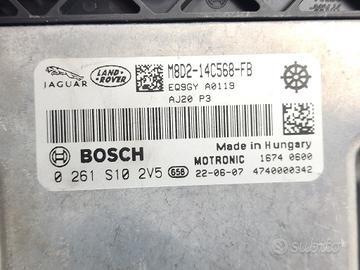 JAGUAR
LAND ROVER
M8D2-14C568-FB
EQ9GY A0119
AJ20 P3
BOSCH
Made in Hungary
MOTRONIC 1674 0600
0 261 S10 2V5 658 22-06-07 4740000342
subito